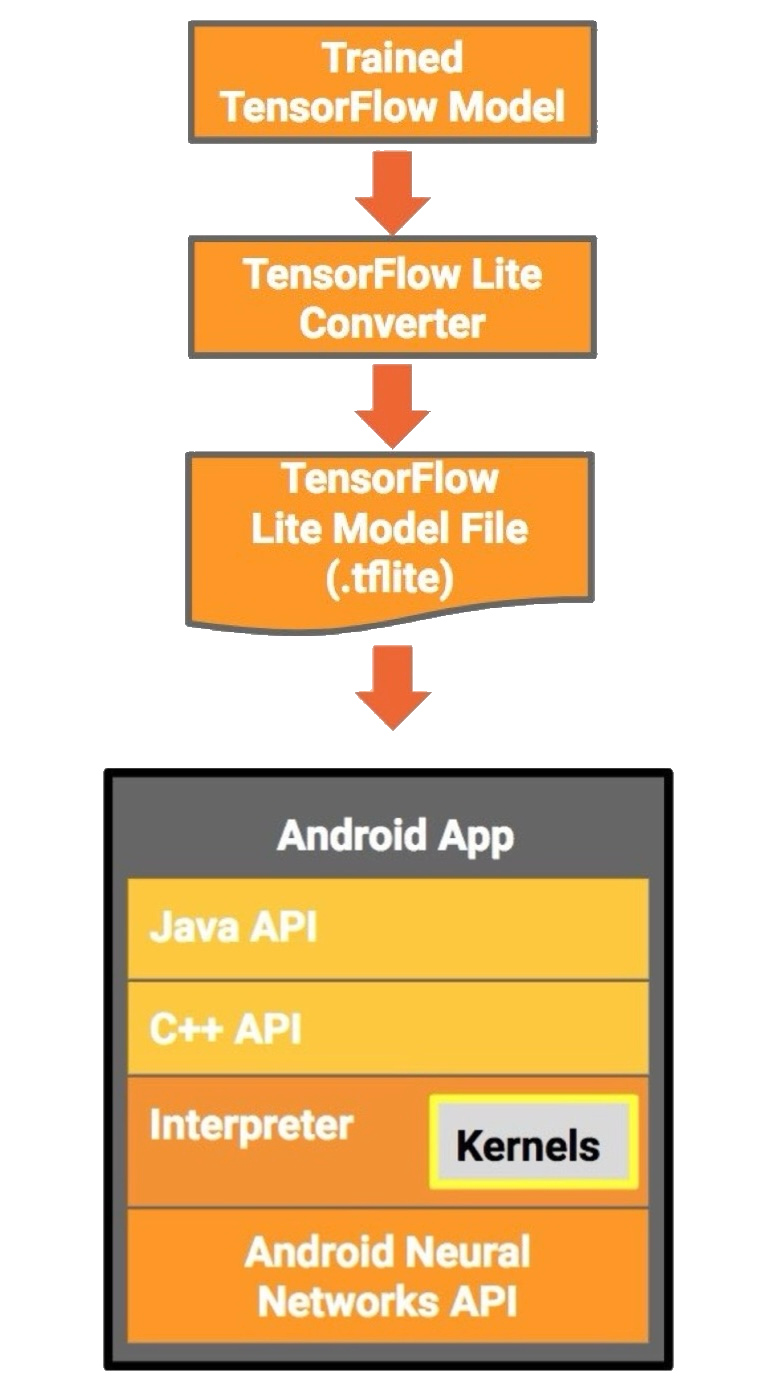 Trained
TensorFlow Model
TensorFlow Lite
Converter
TensorFlow
Lite Model File
(.tflite)
Android App
Java API
C++ API
Interpreter
Kernels
Android Neural
Networks API